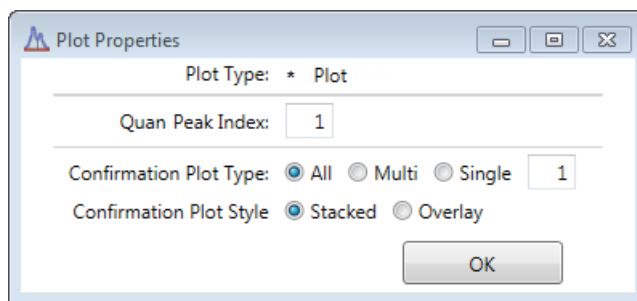 Plot Properties
Plot Type: * Plot
Quan Peak Index: 1
Confirmation Plot Type: All Multi Single 1
Confirmation Plot Style Stacked Overlay
OK